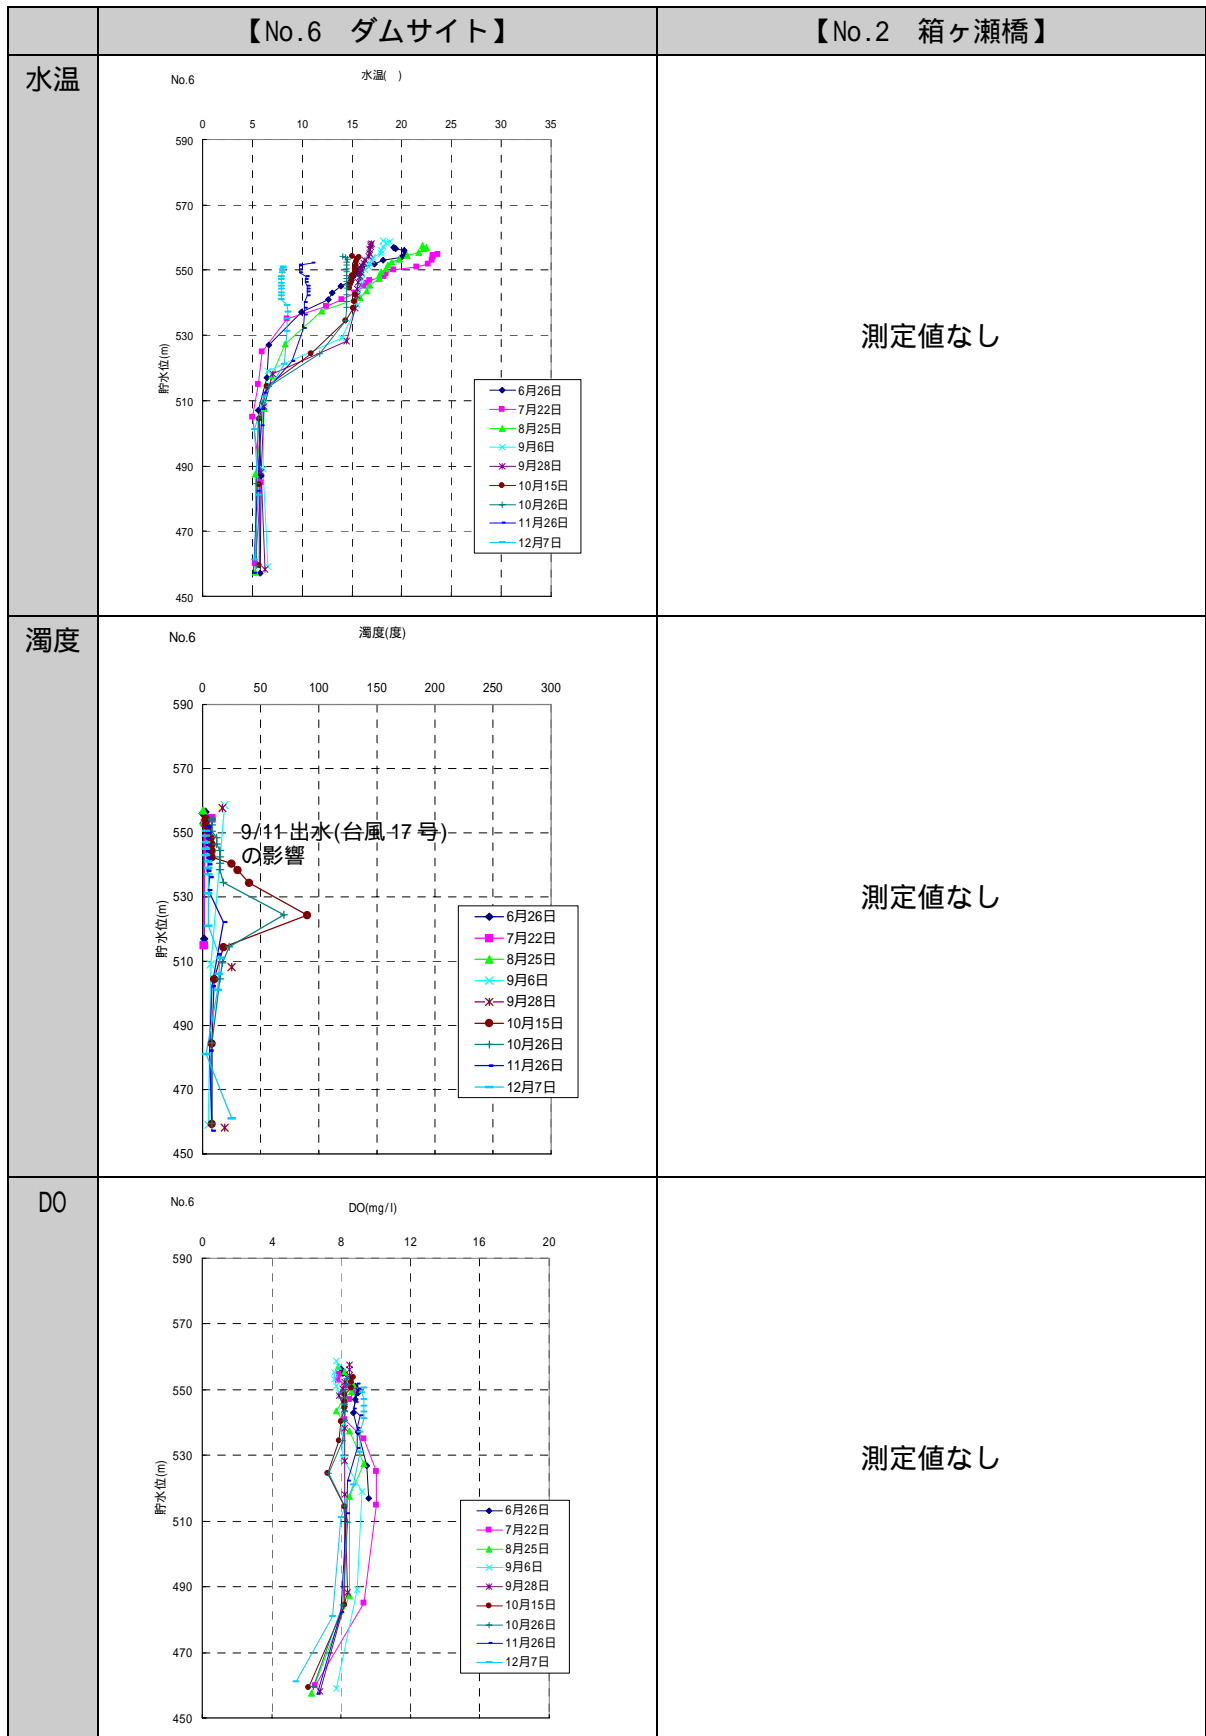 【No.6 ダムサイト】
【No.2 箱ヶ瀬橋】
水温
No.6
水温( )
0 5 10 15 20 25 30 35
590
570
550
530
510
490
470
450
貯水位(m)
6月26日
7月22日
8月25日
9月6日
9月28日
10月15日
10月26日
11月26日
12月7日
測定値なし
濁度
No.6
濁度(度)
0 50 100 150 200 250 300
590
570
550
530
510
490
470
450
貯水位(m)
9/11 出水(台風 17 号)
の影響
6月26日
7月22日
8月25日
9月6日
9月28日
10月15日
10月26日
11月26日
12月7日
測定値なし
DO
No.6
DO(mg/l)
0 4 8 12 16 20
590
570
550
530
510
490
470
450
貯水位(m)
6月26日
7月22日
8月25日
9月6日
9月28日
10月15日
10月26日
11月26日
12月7日
測定値なし